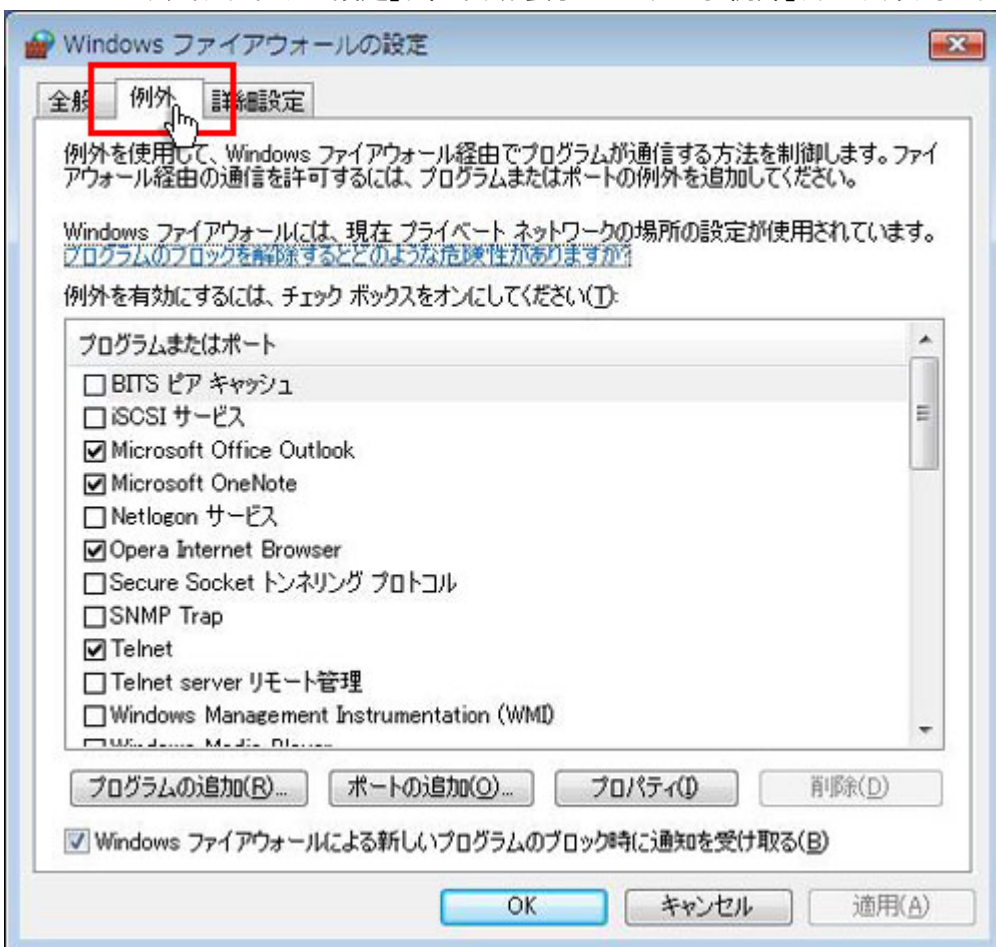 Windows ファイアウォールの設定
全般 例外 詳細設定
例外を使用して、Windows ファイアウォール経由でプログラムが通信する方法を制御します。ファイ
アウォール経由の通信を許可するには、プログラムまたはポートの例外を追加してください。
Windows ファイアウォールには、現在 プライベート ネットワークの場所の設定が使用されています。
プログラムのブロックを解除するとどのような危険性がありますか?
例外を有効にするには、チェック ボックスをオンにしてください(T):
プログラムまたはポート
BITS ピア キャッシュ
iSCSI サービス
Microsoft Office Outlook
Microsoft OneNote
Netlogon サービス
Opera Internet Browser
Secure Socket トンネリング プロトコル
SNMP Trap
Telnet
Telnet server リモート管理
Windows Management Instrumentation (WMI)
Windows Media Player
プログラムの追加(R)... ポートの追加(O)... プロパティ(I) 削除(D)
Windows ファイアウォールによる新しいプログラムのブロック時に通知を受け取る(B)
OK キャンセル 適用(A)